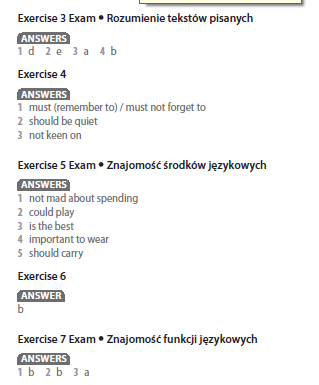 Exercise 3 Exam • Rozumienie tekstów pisanych
ANSWERS
1 d 2 e 3 a 4 b
Exercise 4
ANSWERS
1 must (remember to) / must not forget to
2 should be quiet
3 not keen on
Exercise 5 Exam • Znajomość środków językowych
ANSWERS
1 not mad about spending
2 could play
3 is the best
4 important to wear
5 should carry
Exercise 6
ANSWER
b
Exercise 7 Exam • Znajomość funkcji językowych
ANSWERS
1 b 2 b 3 a